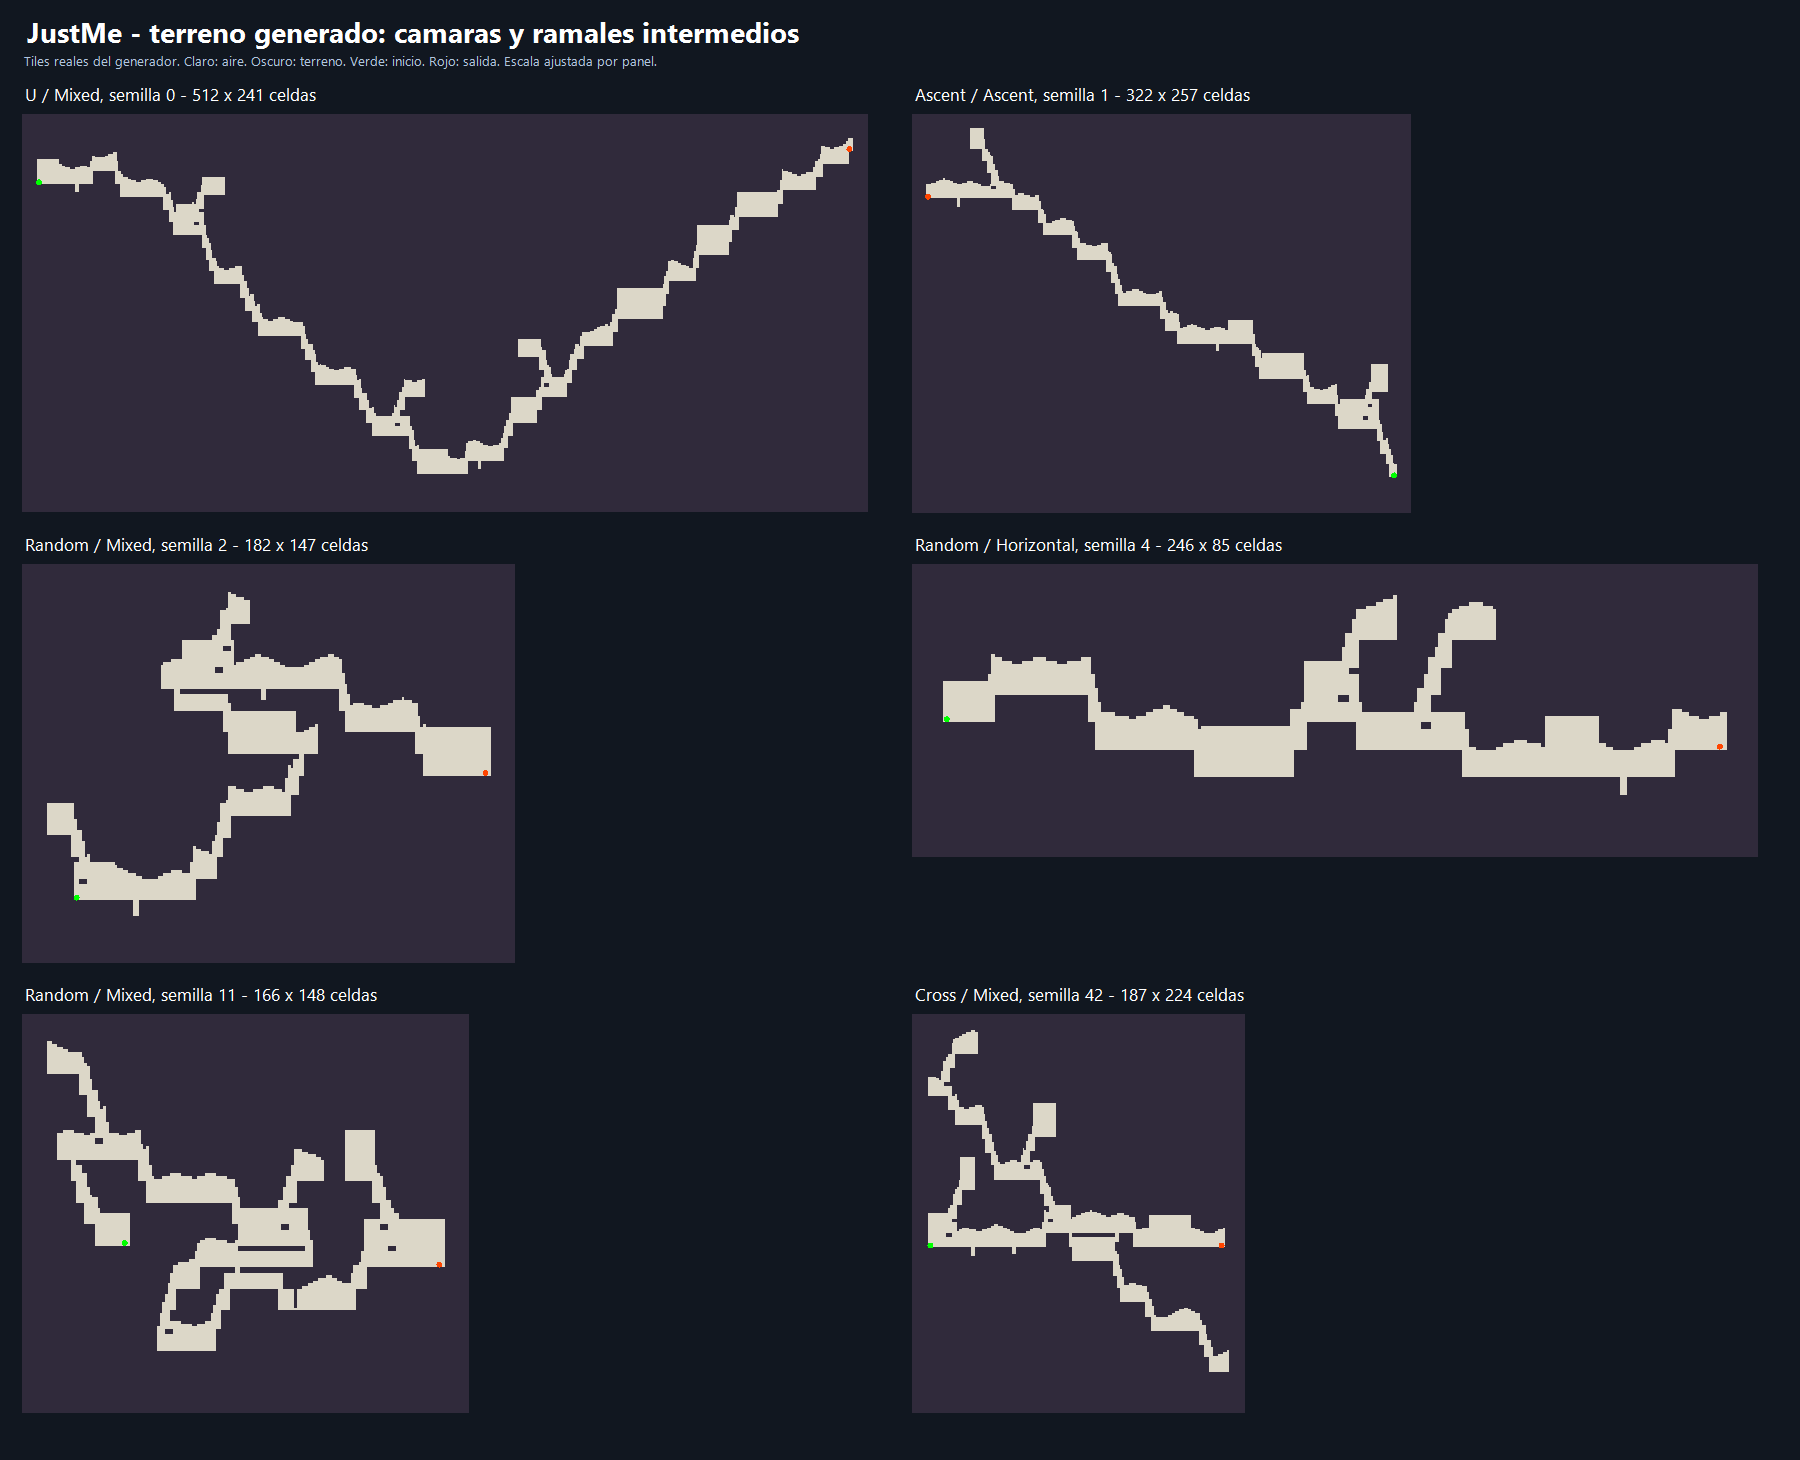 JustMe - terreno generado: camaras y ramales intermedios
Tiles reales del generador. Claro: aire. Oscuro: terreno. Verde: inicio. Rojo: salida. Escala ajustada por panel.
U / Mixed, semilla 0 - 512 x 241 celdas
Ascent / Ascent, semilla 1 - 322 x 257 celdas
Random / Mixed, semilla 2 - 182 x 147 celdas
Random / Horizontal, semilla 4 - 246 x 85 celdas
Random / Mixed, semilla 11 - 166 x 148 celdas
Cross / Mixed, semilla 42 - 187 x 224 celdas